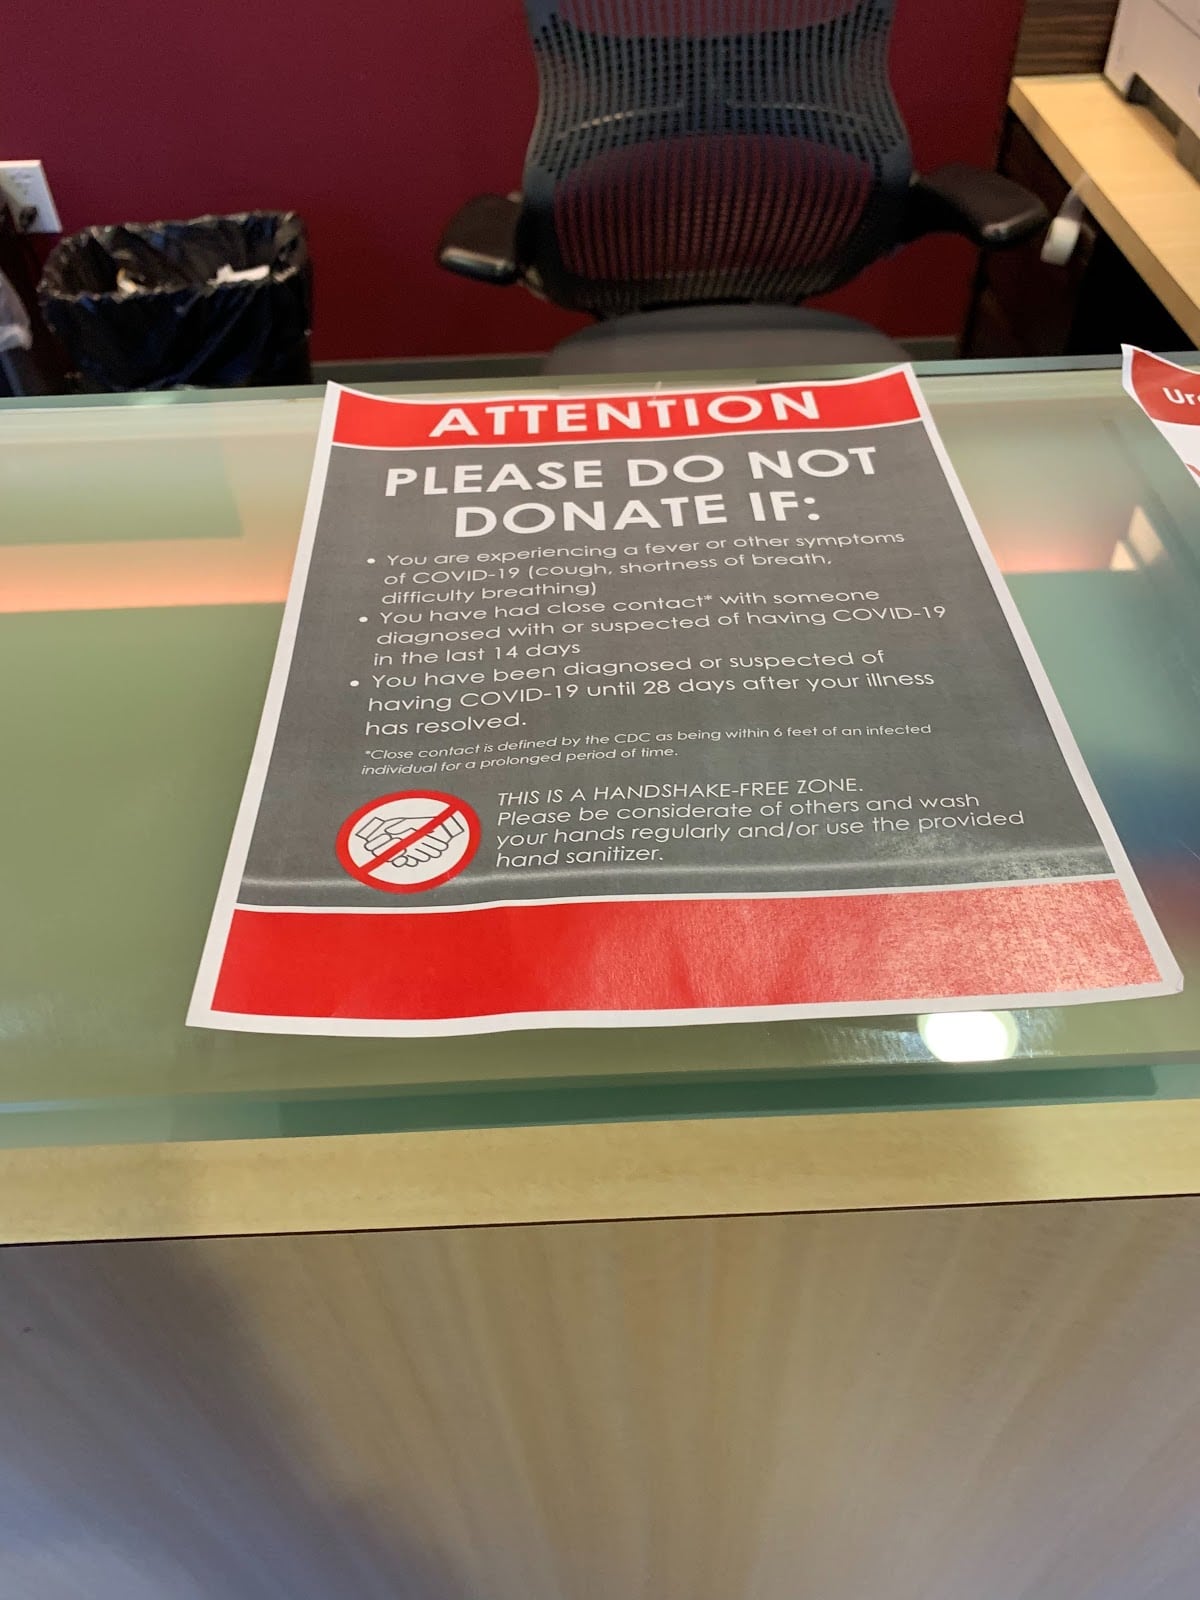 ATTENTION
PLEASE DO NOT
DONATE IF:
• You are experiencing a fever or other symptoms
of COVID-19 (cough, shortness of breath,
difficulty breathing)
• You have had close contact* with someone
diagnosed with or suspected of having COVID-19
in the last 14 days
• You have been diagnosed or suspected of
having COVID-19 until 28 days after your illness
has resolved.
*Close contact is defined by the CDC as being within 6 feet of an infected
individual for a prolonged period of time.
THIS IS A HANDSHAKE-FREE ZONE.
Please be considerate of others and wash
your hands regularly and/or use the provided
hand sanitizer.